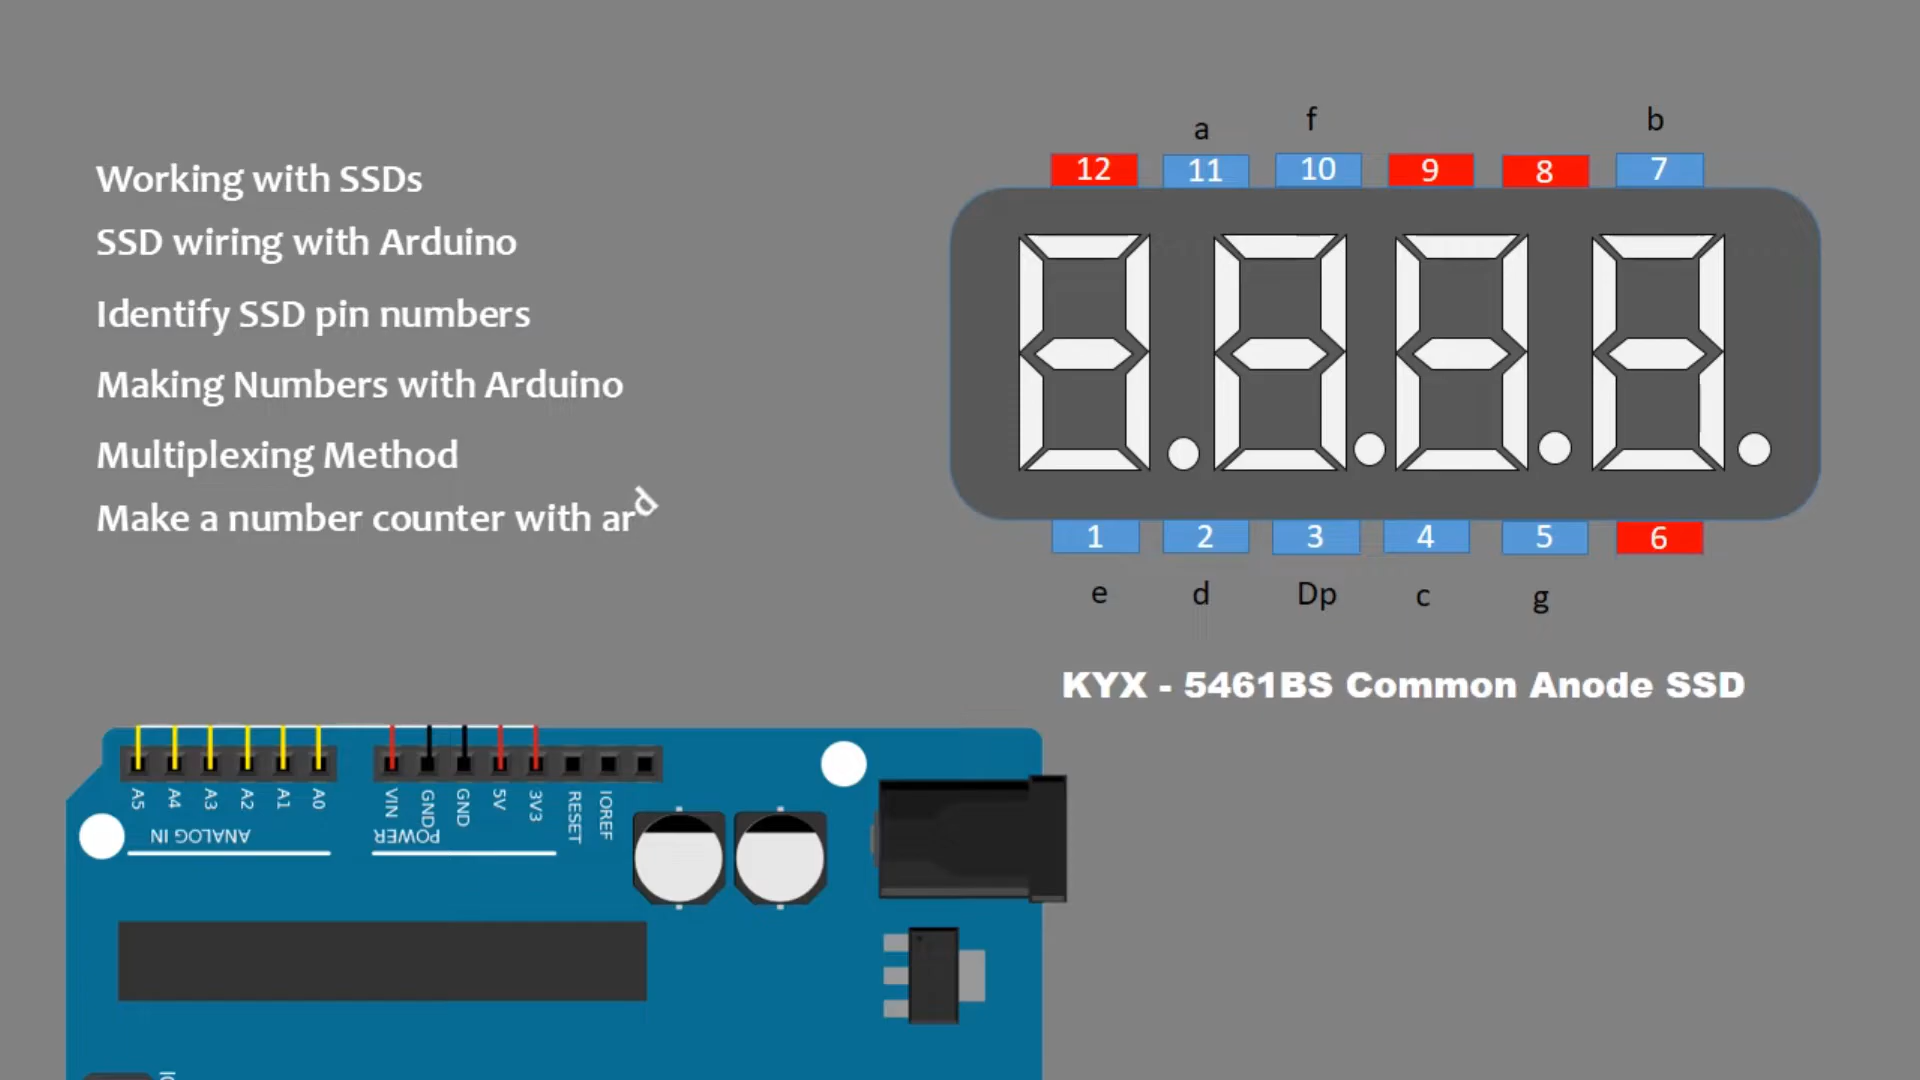 Working with SSDs
SSD wiring with Arduino
Identify SSD pin numbers
Making Numbers with Arduino
Multiplexing Method
Make a number counter with ard
a f b
12 11 10 9 8 7
1 2 3 4 5 6
e d Dp c g
KYX - 5461BS Common Anode SSD
A5 A4 A3 A2 A1 A0 VIN GND GND 5V 3V3 RESET IOREF
ANALOG IN POWER